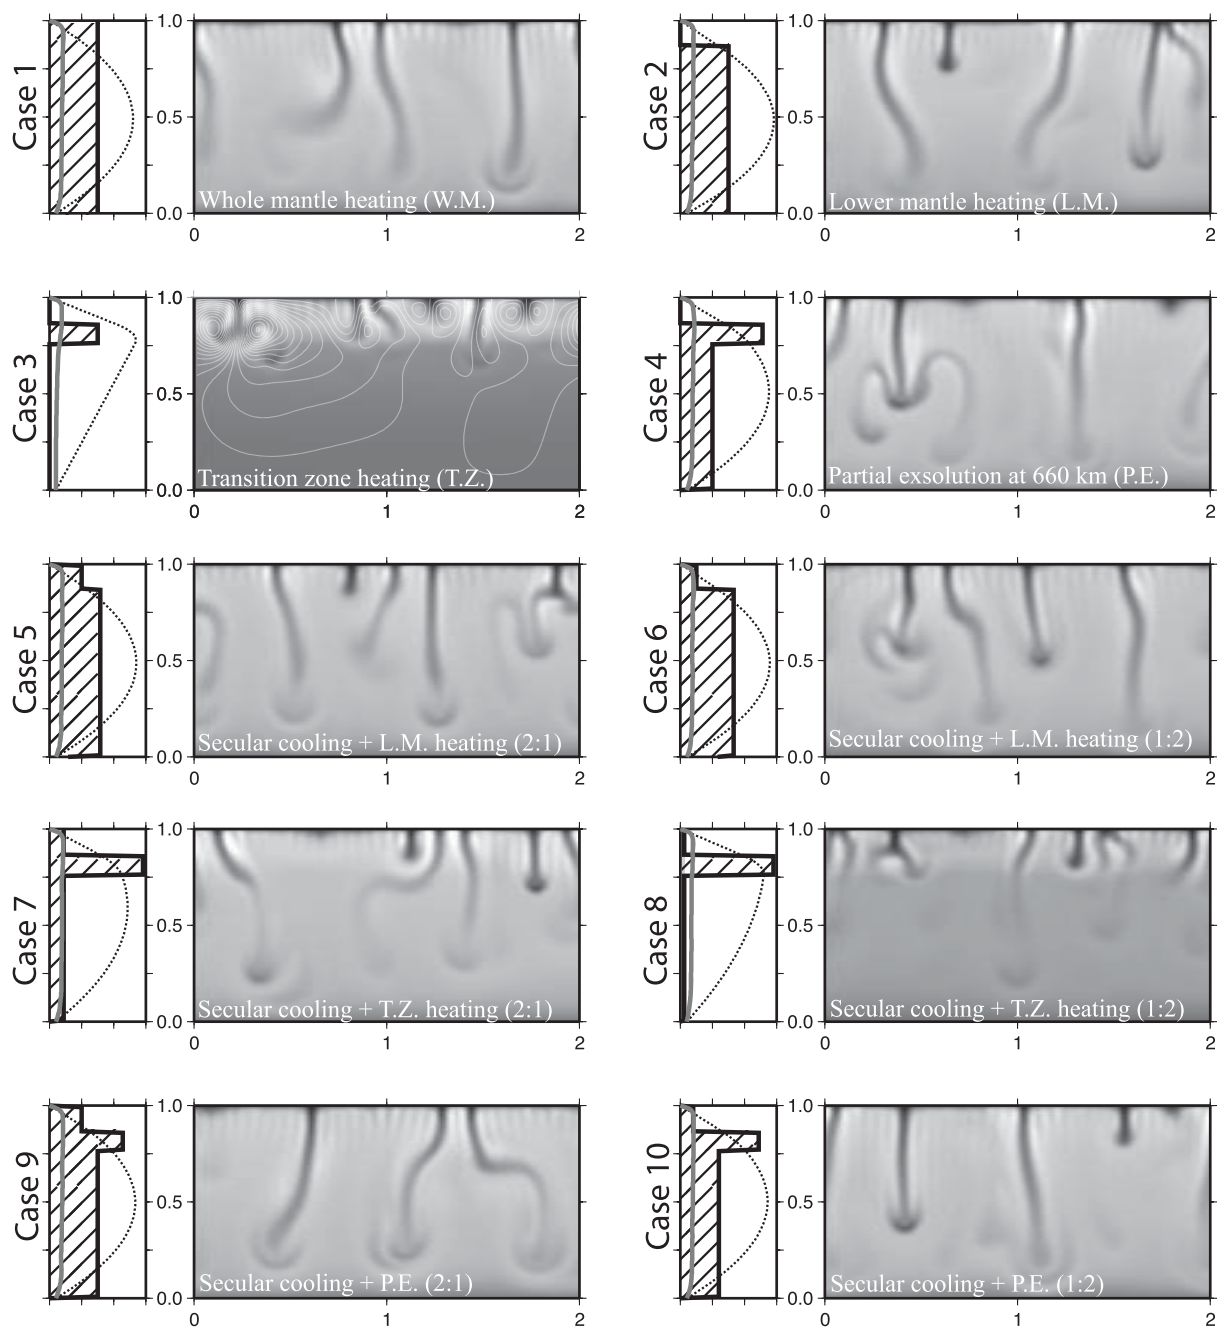 Case 1
1.0
0.5
0.0
Whole mantle heating (W.M.)
0 1 2
Case 2
1.0
0.5
0.0
Lower mantle heating (L.M.)
0 1 2
Case 3
1.0
0.5
0.0
Transition zone heating (T.Z.)
0 1 2
Case 4
1.0
0.5
0.0
Partial exsolution at 660 km (P.E.)
0 1 2
Case 5
1.0
0.5
0.0
Secular cooling + L.M. heating (2:1)
0 1 2
Case 6
1.0
0.5
0.0
Secular cooling + L.M. heating (1:2)
0 1 2
Case 7
1.0
0.5
0.0
Secular cooling + T.Z. heating (2:1)
0 1 2
Case 8
1.0
0.5
0.0
Secular cooling + T.Z. heating (1:2)
0 1 2
Case 9
1.0
0.5
0.0
Secular cooling + P.E. (2:1)
0 1 2
Case 10
1.0
0.5
0.0
Secular cooling + P.E. (1:2)
0 1 2